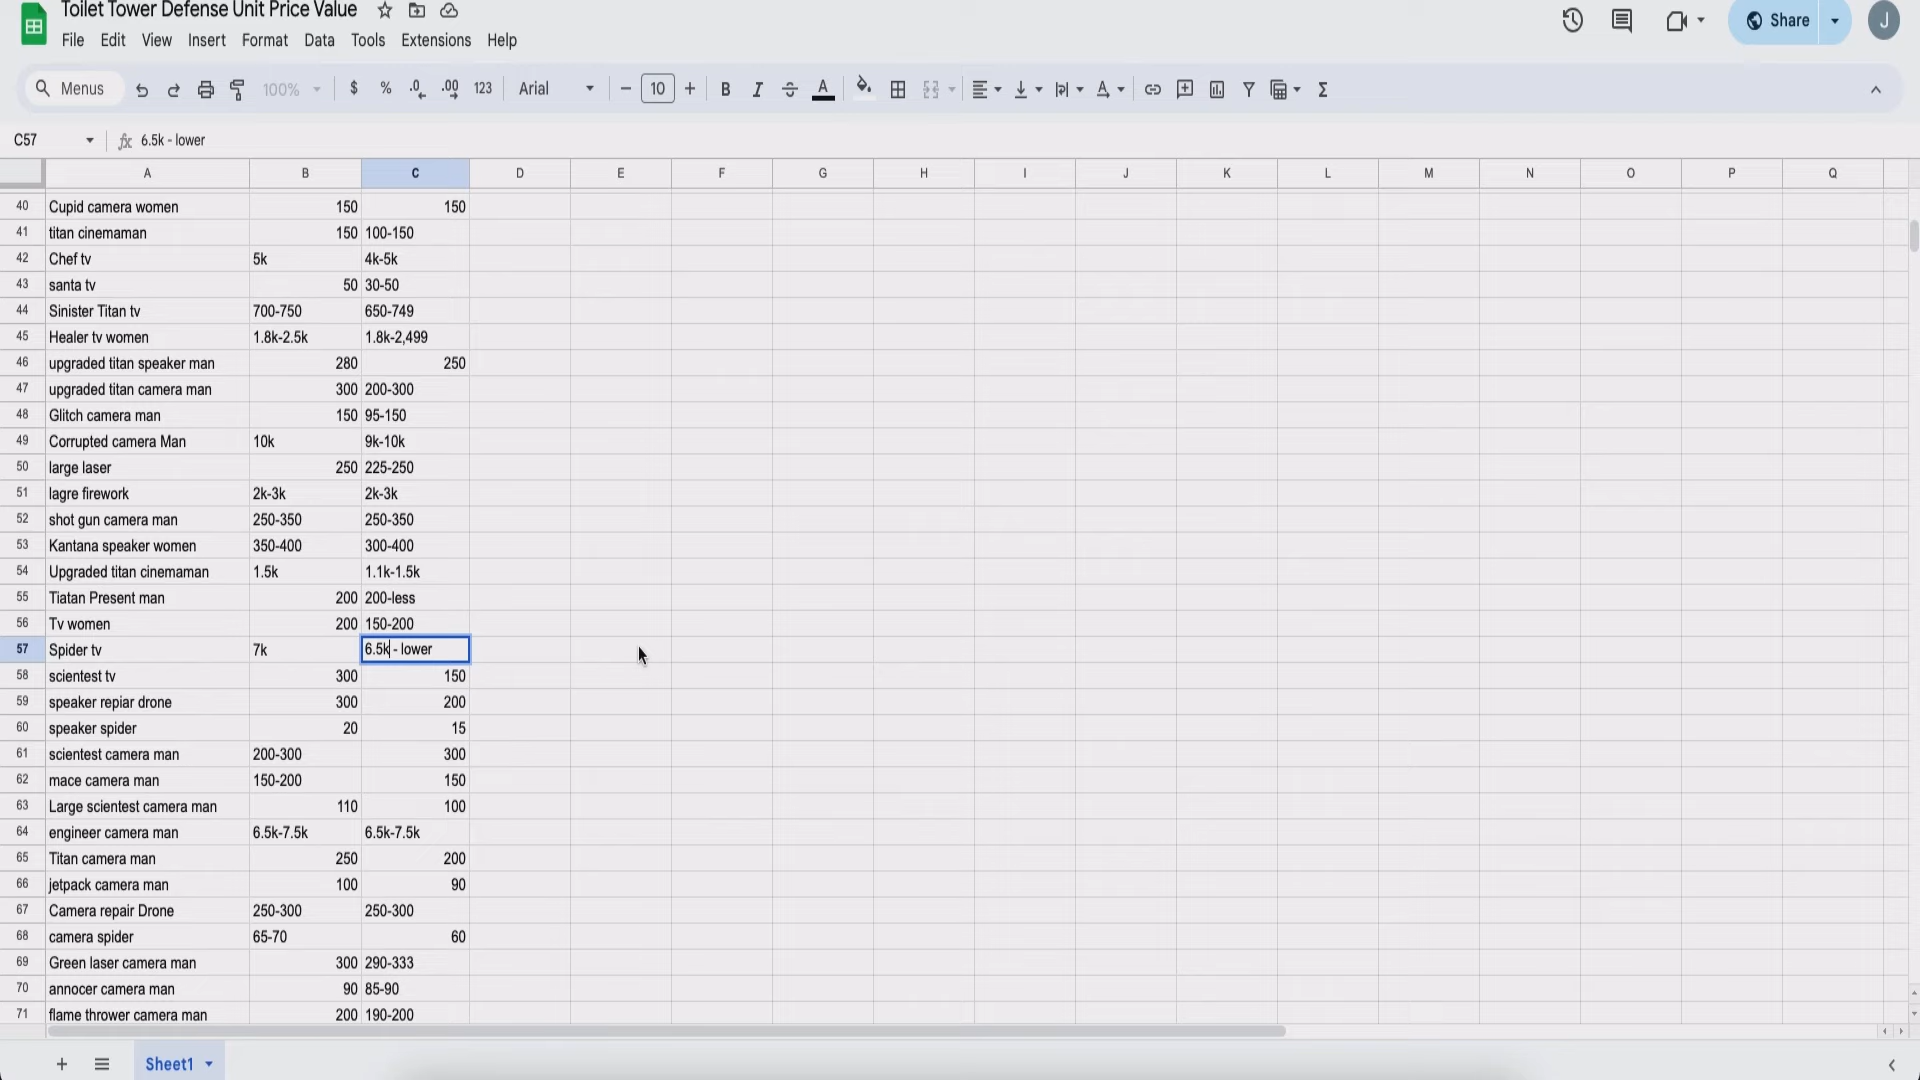 Toilet Tower Defense Unit Price Value
File Edit View Insert Format Data Tools Extensions Help
Share
J
Menus 100% $ % .0 .00 123 Arial 10 B I A
C57 fx 6.5k - lower
A B C D E F G H I J K L M N O P Q
40 Cupid camera women 150 150
41 titan cinemaman 150 100-150
42 Chef tv 5k 4k-5k
43 santa tv 50 30-50
44 Sinister Titan tv 700-750 650-749
45 Healer tv women 1.8k-2.5k 1.8k-2,499
46 upgraded titan speaker man 280 250
47 upgraded titan camera man 300 200-300
48 Glitch camera man 150 95-150
49 Corrupted camera Man 10k 9k-10k
50 large laser 250 225-250
51 lagre firework 2k-3k 2k-3k
52 shot gun camera man 250-350 250-350
53 Kantana speaker women 350-400 300-400
54 Upgraded titan cinemaman 1.5k 1.1k-1.5k
55 Tiatan Present man 200 200-less
56 Tv women 200 150-200
57 Spider tv 7k 6.5k - lower
58 scientest tv 300 150
59 speaker repiar drone 300 200
60 speaker spider 20 15
61 scientest camera man 200-300 300
62 mace camera man 150-200 150
63 Large scientest camera man 110 100
64 engineer camera man 6.5k-7.5k 6.5k-7.5k
65 Titan camera man 250 200
66 jetpack camera man 100 90
67 Camera repair Drone 250-300 250-300
68 camera spider 65-70 60
69 Green laser camera man 300 290-333
70 annocer camera man 90 85-90
71 flame thrower camera man 200 190-200
Sheet1